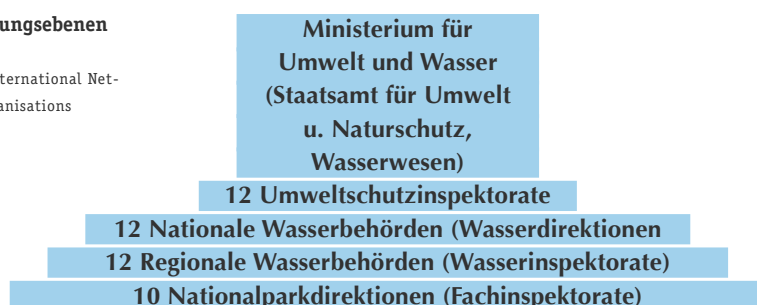 ungsebenen
ternational Net-
anisations
Ministerium für
Umwelt und Wasser
(Staatsamt für Umwelt
u. Naturschutz,
Wasserwesen)
12 Umweltschutzinspektorate
12 Nationale Wasserbehörden (Wasserdirektionen
12 Regionale Wasserbehörden (Wasserinspektorate)
10 Nationalparkdirektionen (Fachinspektorate)